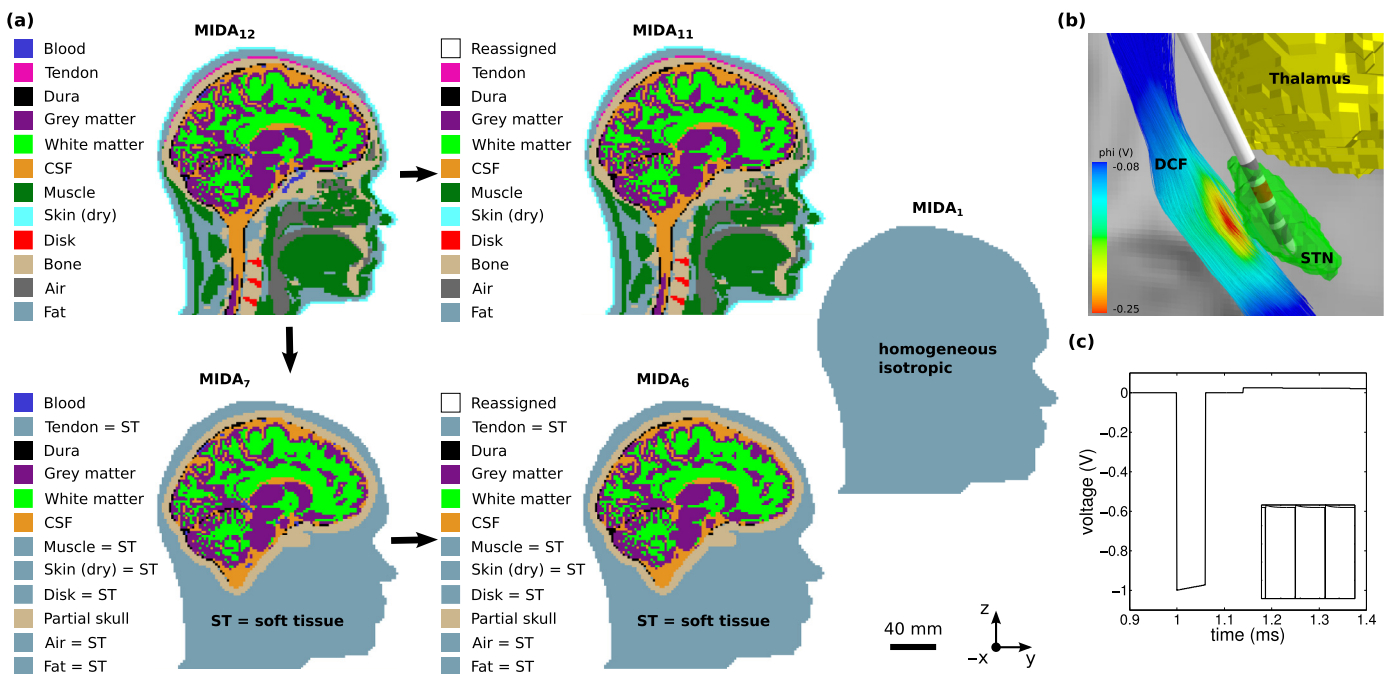 (a)
MIDA12
Blood
Tendon
Dura
Grey matter
White matter
CSF
Muscle
Skin (dry)
Disk
Bone
Air
Fat
MIDA11
Reassigned
Tendon
Dura
Grey matter
White matter
CSF
Muscle
Skin (dry)
Disk
Bone
Air
Fat
MIDA7
Blood
Tendon = ST
Dura
Grey matter
White matter
CSF
Muscle = ST
Skin (dry) = ST
Disk = ST
Partial skull
Air = ST
Fat = ST
ST = soft tissue
MIDA6
Reassigned
Tendon = ST
Dura
Grey matter
White matter
CSF
Muscle = ST
Skin (dry) = ST
Disk = ST
Partial skull
Air = ST
Fat = ST
ST = soft tissue
MIDA1
homogeneous
isotropic
40 mm
z
−x
y
(b)
Thalamus
phi (V)
-0.08
DCF
STN
-0.25
(c)
voltage (V)
0
−0.2
−0.4
−0.6
−0.8
−1
0.9
1
1.1
1.2
1.3
1.4
time (ms)